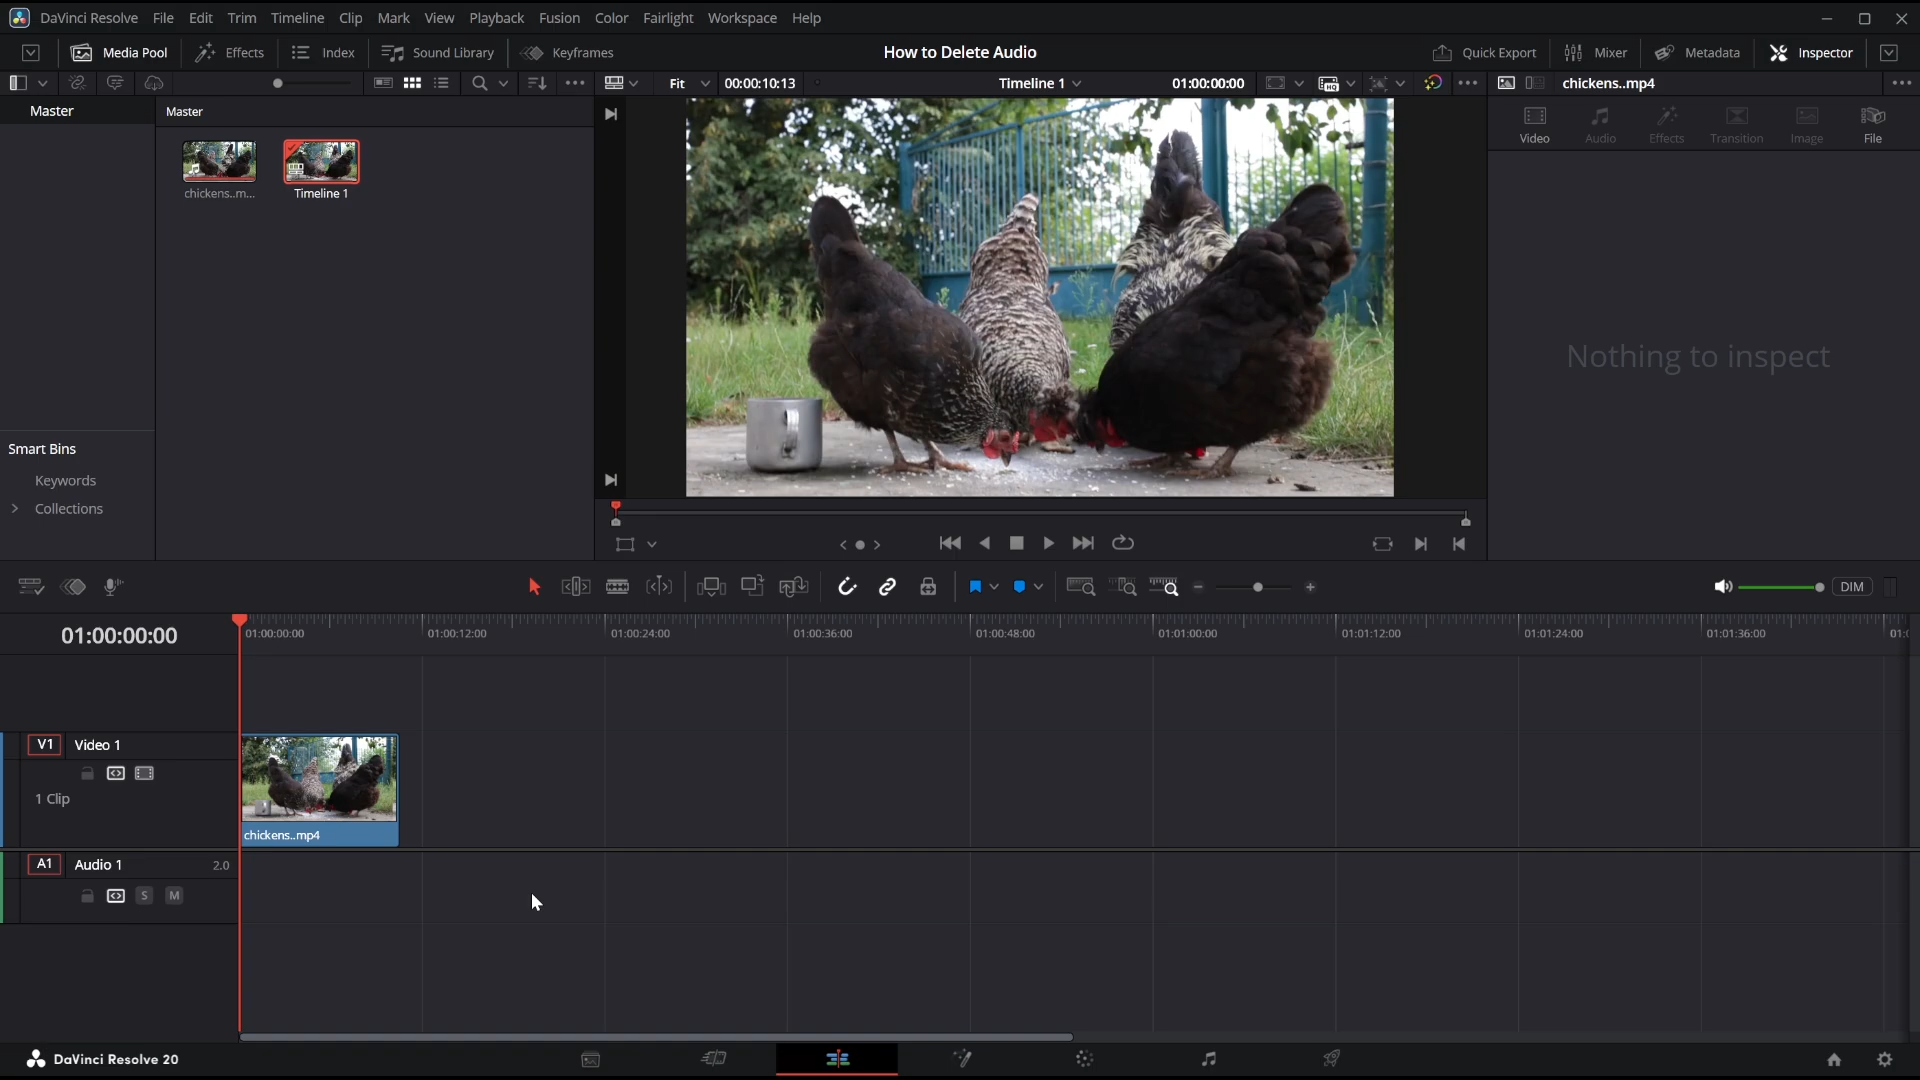 DaVinci Resolve File Edit Trim Timeline Clip Mark View Playback Fusion Color Fairlight Workspace Help
Media Pool Effects Index Sound Library Keyframes How to Delete Audio Quick Export Mixer Metadata Inspector
Fit 00:00:10:13 Timeline 1 01:00:00:00 HQ chickens..mp4
Master Master
Video Audio Effects Transition Image File
chickens..m... Timeline 1
Nothing to inspect
Smart Bins
Keywords
Collections
DIM
01:00:00:00 01:00:00:00 01:00:12:00 01:00:24:00 01:00:36:00 01:00:48:00 01:01:00:00 01:01:12:00 01:01:24:00 01:01:36:00
V1 Video 1
1 Clip
chickens..mp4
A1 Audio 1 2.0
S M
DaVinci Resolve 20